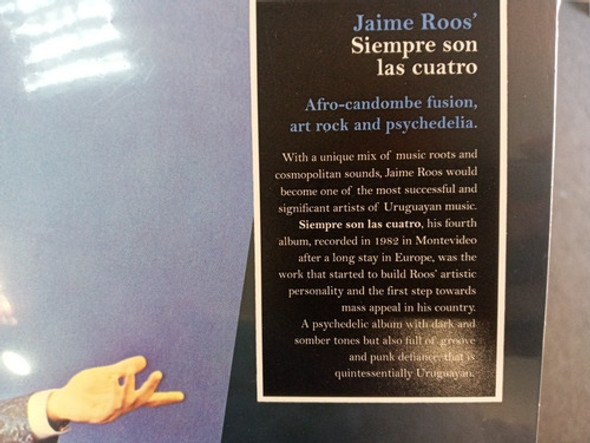 Jaime Roos'
Siempre son
las cuatro
Afro-candombe fusion,
art rock and psychedelia.
With a unique mix of music roots and
cosmopolitan sounds, Jaime Roos would
become one of the most successful and
significant artists of Uruguayan music.
Siempre son las cuatro, his fourth
album, recorded in 1982 in Montevideo
after a long stay in Europe, was the
work that started to build Roos' artistic
personality and the first step towards
mass appeal in his country.
A psychedelic album with dark and
somber tones but also full of groove
and punk defiance, that is
quintessentially Uruguayan.